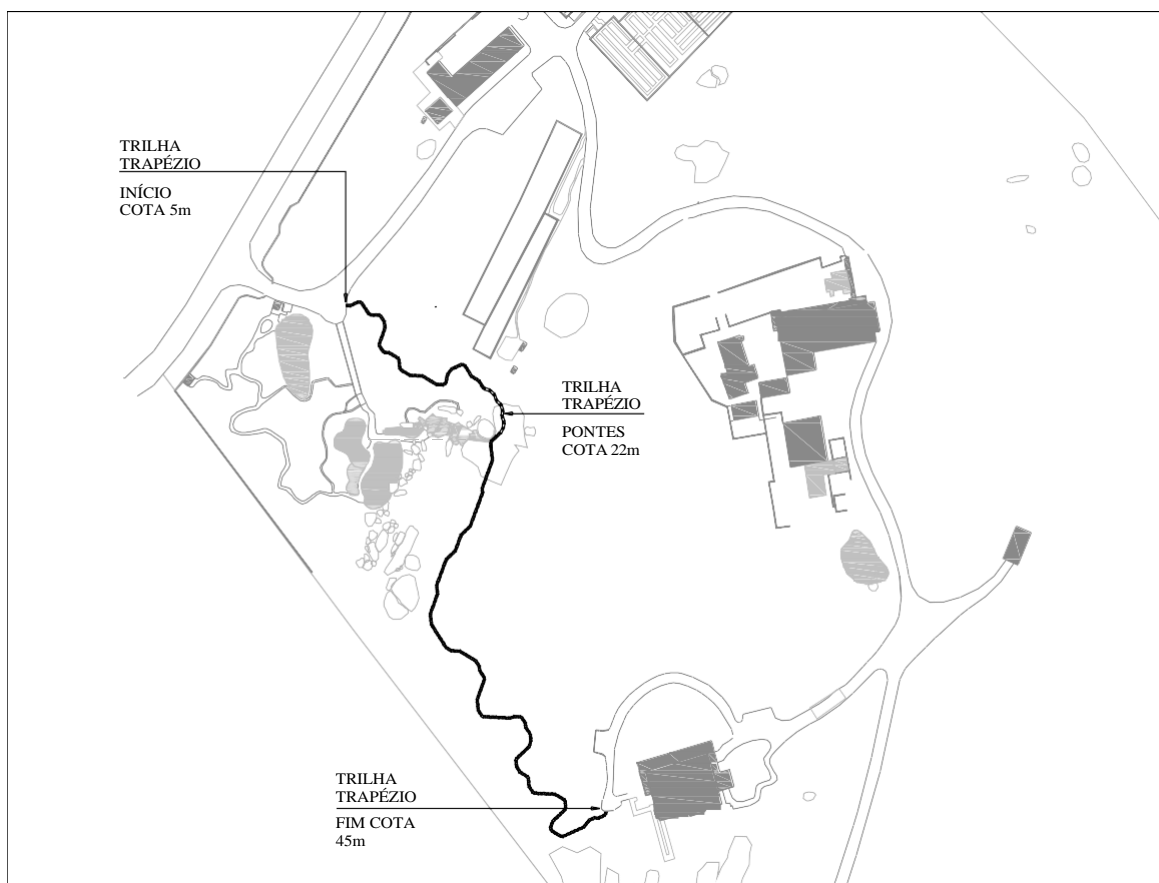 TRILHA
TRAPÉZIO
INÍCIO
COTA 5m
TRILHA
TRAPÉZIO
PONTES
COTA 22m
TRILHA
TRAPÉZIO
FIM COTA
45m